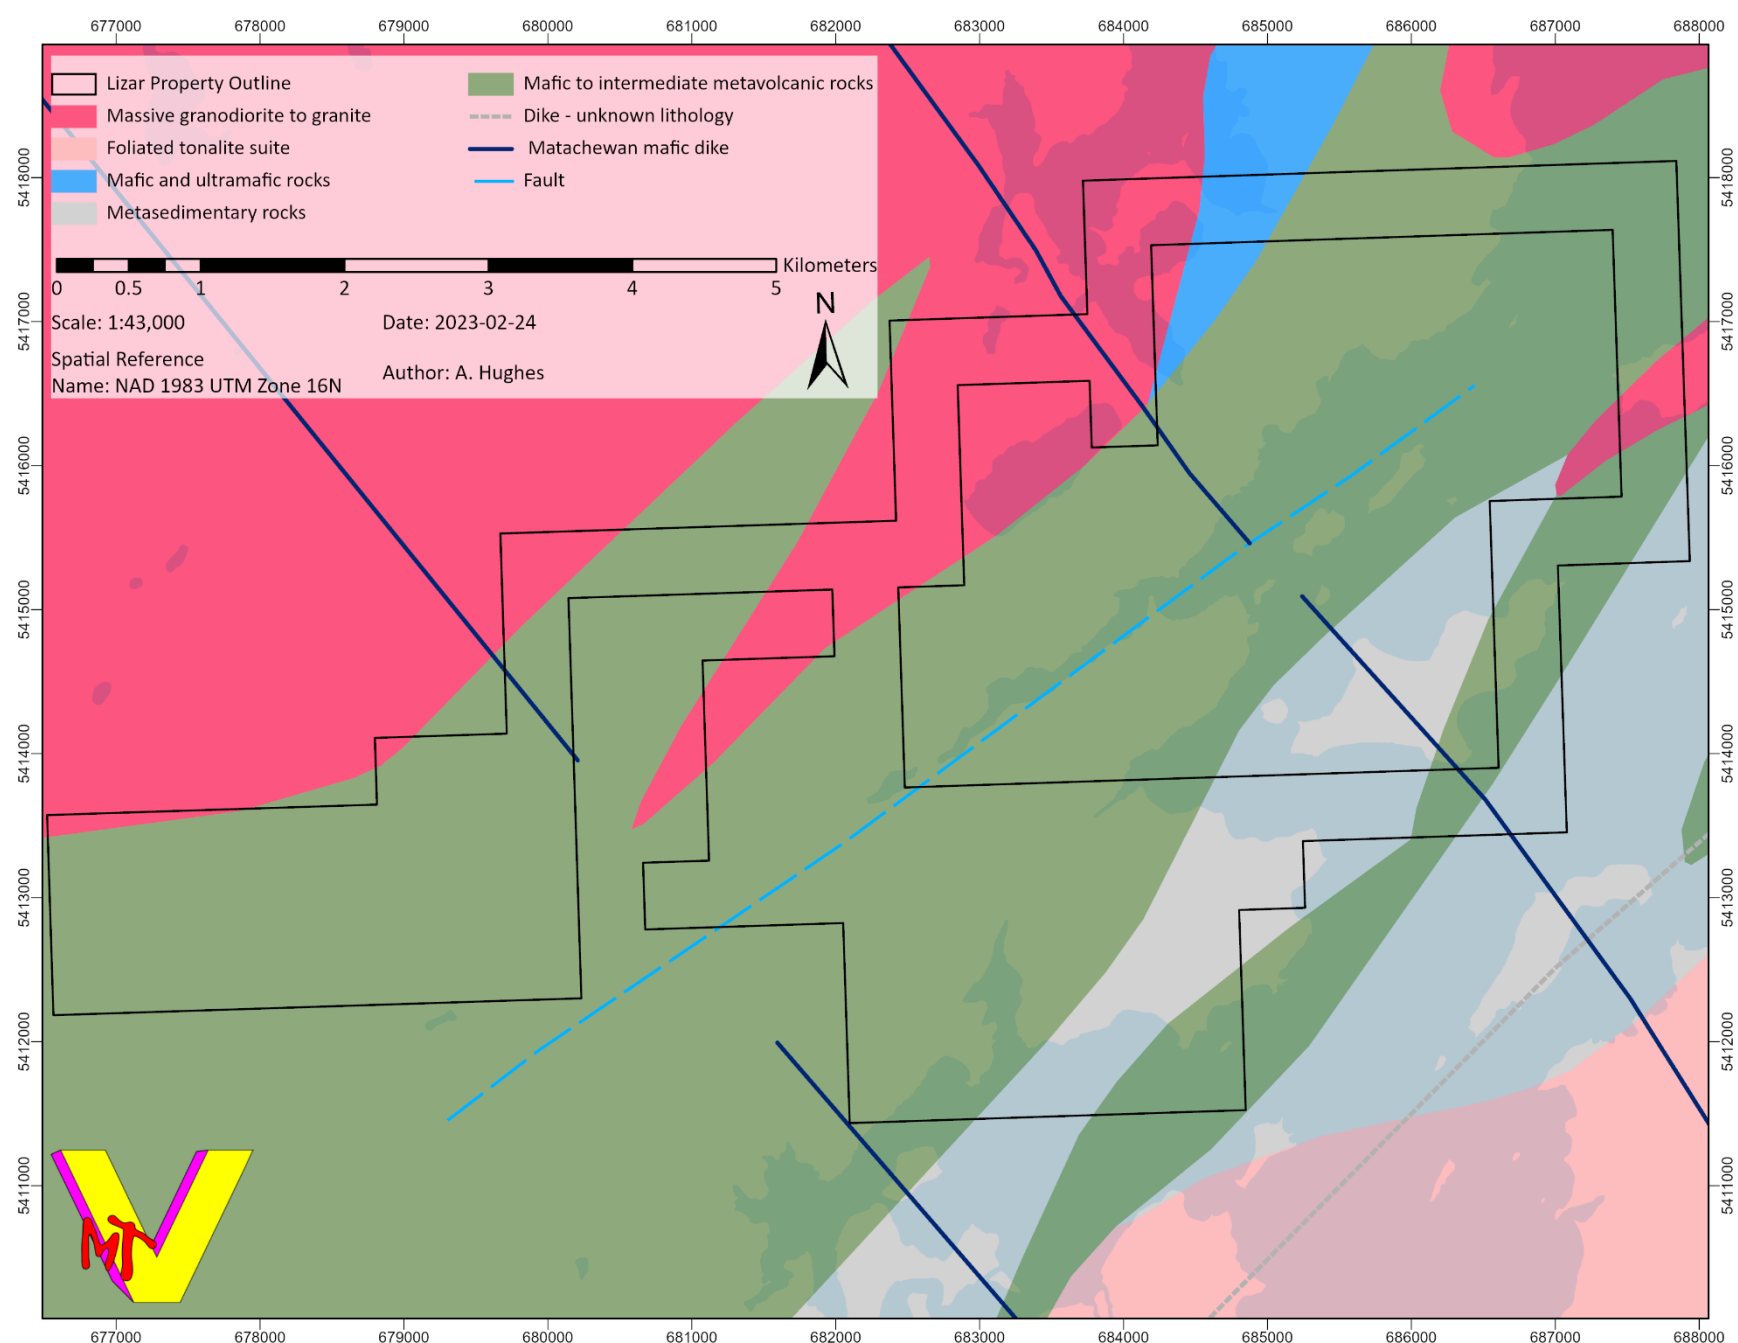 677000 678000 679000 680000 681000 682000 683000 684000 685000 686000 687000 688000
Lizar Property Outline
Massive granodiorite to granite
Foliated tonalite suite
Mafic and ultramafic rocks
Metasedimentary rocks
Mafic to intermediate metavolcanic rocks
Dike - unknown lithology
Matachewan mafic dike
Fault
Kilometers
0 0.5 1 2 3 4 5
N
Scale: 1:43,000
Date: 2023-02-24
Spatial Reference
Name: NAD 1983 UTM Zone 16N
Author: A. Hughes
5418000
5417000
5416000
5415000
5414000
5413000
5412000
5411000
5418000
5417000
5416000
5415000
5414000
5413000
5412000
5411000
V
MT
677000 678000 679000 680000 681000 682000 683000 684000 685000 686000 687000 688000